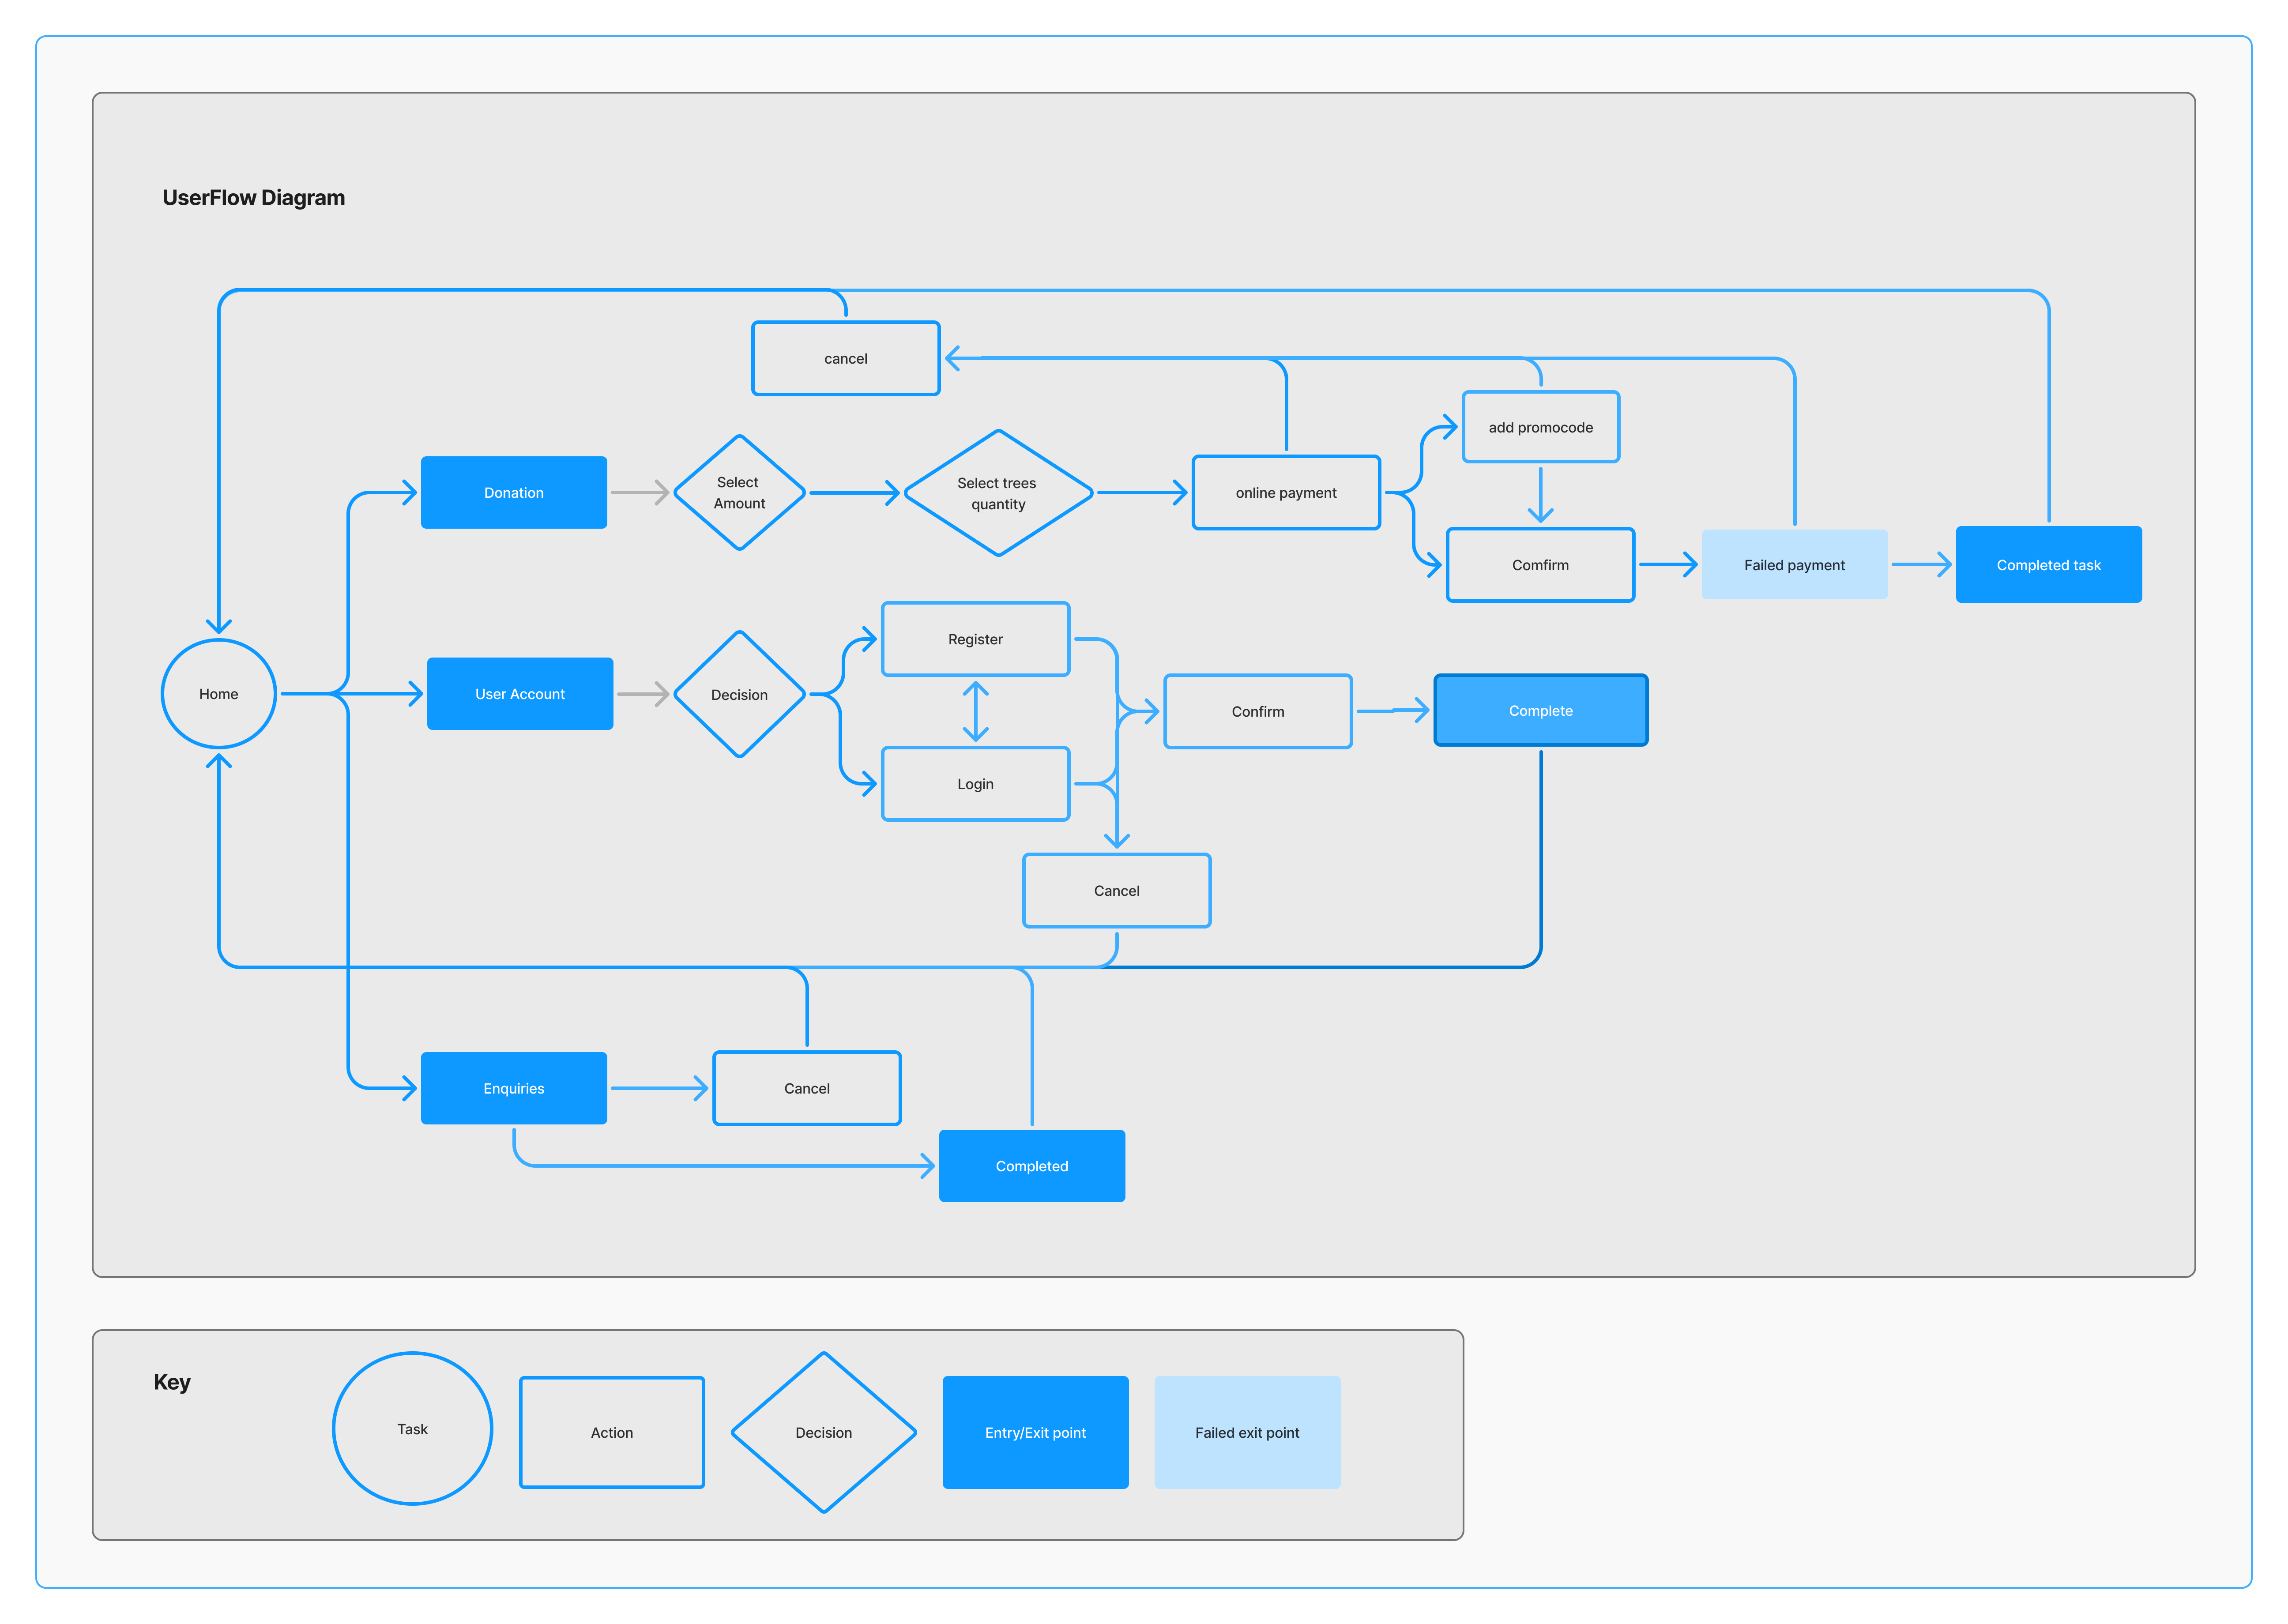 UserFlow Diagram
cancel
add promocode
Donation
Select
Amount
Select trees
quantity
online payment
Comfirm
Failed payment
Completed task
Home
User Account
Decision
Register
Login
Confirm
Complete
Cancel
Enquiries
Cancel
Completed
Key
Task
Action
Decision
Entry/Exit point
Failed exit point